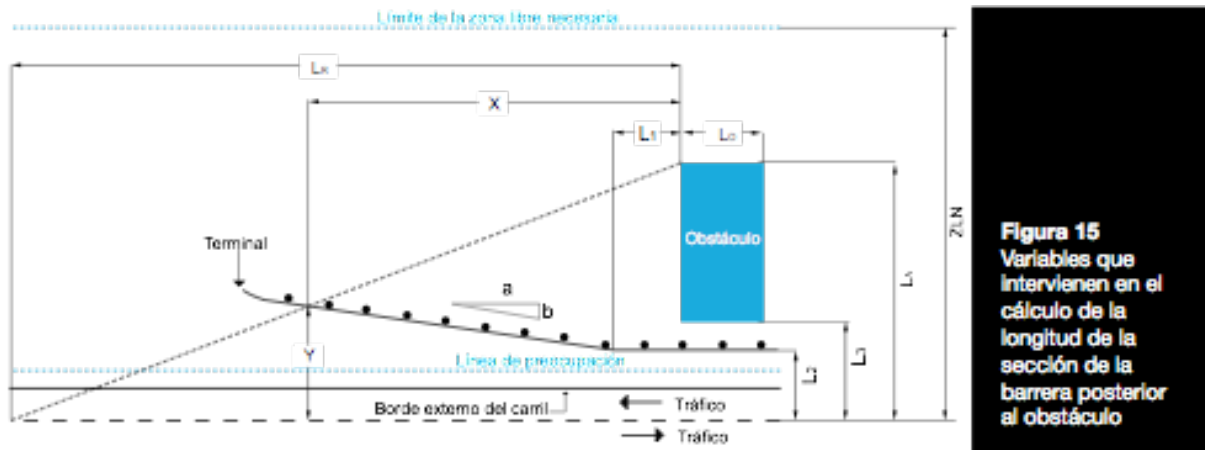 Límite de la zona libre necesaria
LR
X
L1
Lo
ZLN
Terminal
Obstáculo
a
b
Y
Línea de preocupación
L2
L3
Borde externo del carril
Tráfico
Tráfico
Figura 15
Variables que
intervienen en el
cálculo de la
longitud de la
sección de la
barrera posterior
al obstáculo